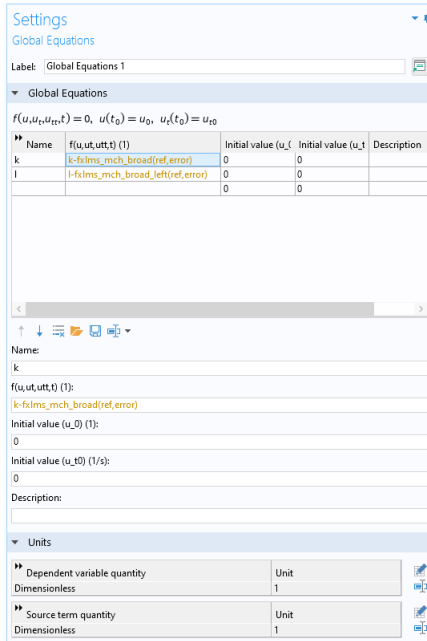 Settings
Global Equations
Label: Global Equations 1
Global Equations
f(u,uₜ,uₜₜ,t) = 0, u(t₀) = u₀, uₜ(t₀) = uₜ₀
Name f(u,ut,utt,t) (1) Initial value (u_( Initial value (u_t Description
k k-fxlms_mch_broad(ref,error) 0 0
l l-fxlms_mch_broad_left(ref,error) 0 0
0 0
Name:
k
f(u,ut,utt,t) (1):
k-fxlms_mch_broad(ref,error)
Initial value (u_0) (1):
0
Initial value (u_t0) (1/s):
0
Description:
Units
Dependent variable quantity Unit
Dimensionless 1
Source term quantity Unit
Dimensionless 1